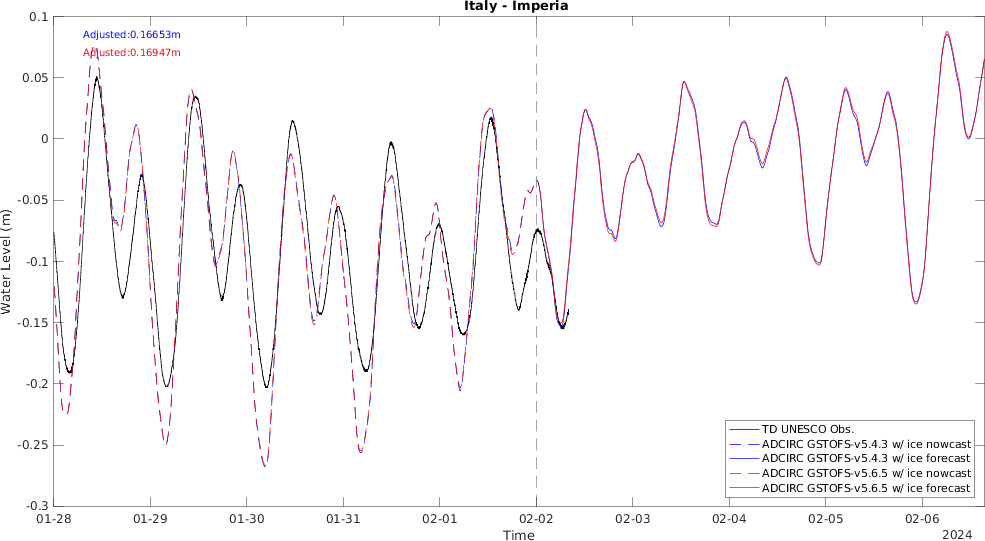 Italy - Imperia
Adjusted:0.16653m
Adjusted:0.16947m
Water Level (m)
0.1
0.05
0
-0.05
-0.1
-0.15
-0.2
-0.25
-0.3
TD UNESCO Obs.
ADCIRC GSTOFS-v5.4.3 w/ ice nowcast
ADCIRC GSTOFS-v5.4.3 w/ ice forecast
ADCIRC GSTOFS-v5.6.5 w/ ice nowcast
ADCIRC GSTOFS-v5.6.5 w/ ice forecast
01-28 01-29 01-30 01-31 02-01 02-02 02-03 02-04 02-05 02-06
Time
2024